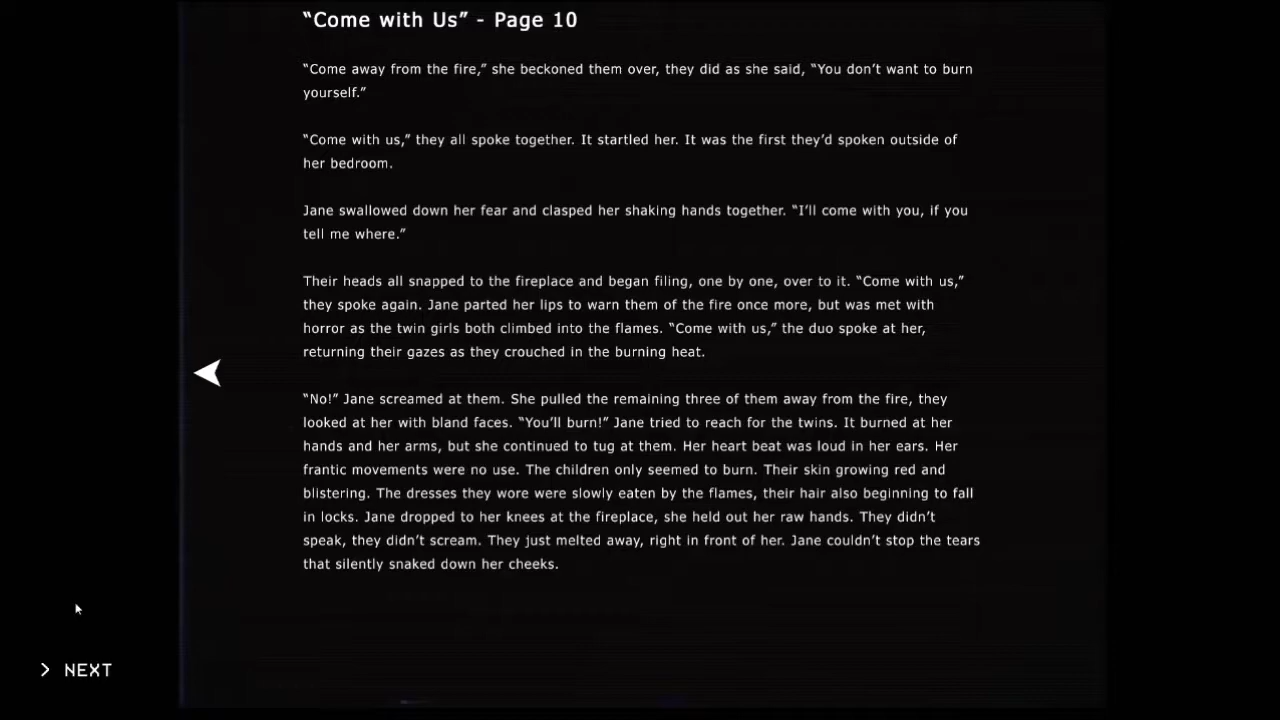 “Come with Us” - Page 10
“Come away from the fire,” she beckoned them over, they did as she said, “You don’t want to burn
yourself.”
“Come with us,” they all spoke together. It startled her. It was the first they’d spoken outside of
her bedroom.
Jane swallowed down her fear and clasped her shaking hands together. “I’ll come with you, if you
tell me where.”
Their heads all snapped to the fireplace and began filing, one by one, over to it. “Come with us,”
they spoke again. Jane parted her lips to warn them of the fire once more, but was met with
horror as the twin girls both climbed into the flames. “Come with us,” the duo spoke at her,
returning their gazes as they crouched in the burning heat.
“No!” Jane screamed at them. She pulled the remaining three of them away from the fire, they
looked at her with bland faces. “You’ll burn!” Jane tried to reach for the twins. It burned at her
hands and her arms, but she continued to tug at them. Her heart beat was loud in her ears. Her
frantic movements were no use. The children only seemed to burn. Their skin growing red and
blistering. The dresses they wore were slowly eaten by the flames, their hair also beginning to fall
in locks. Jane dropped to her knees at the fireplace, she held out her raw hands. They didn’t
speak, they didn’t scream. They just melted away, right in front of her. Jane couldn’t stop the tears
that silently snaked down her cheeks.
> NEXT